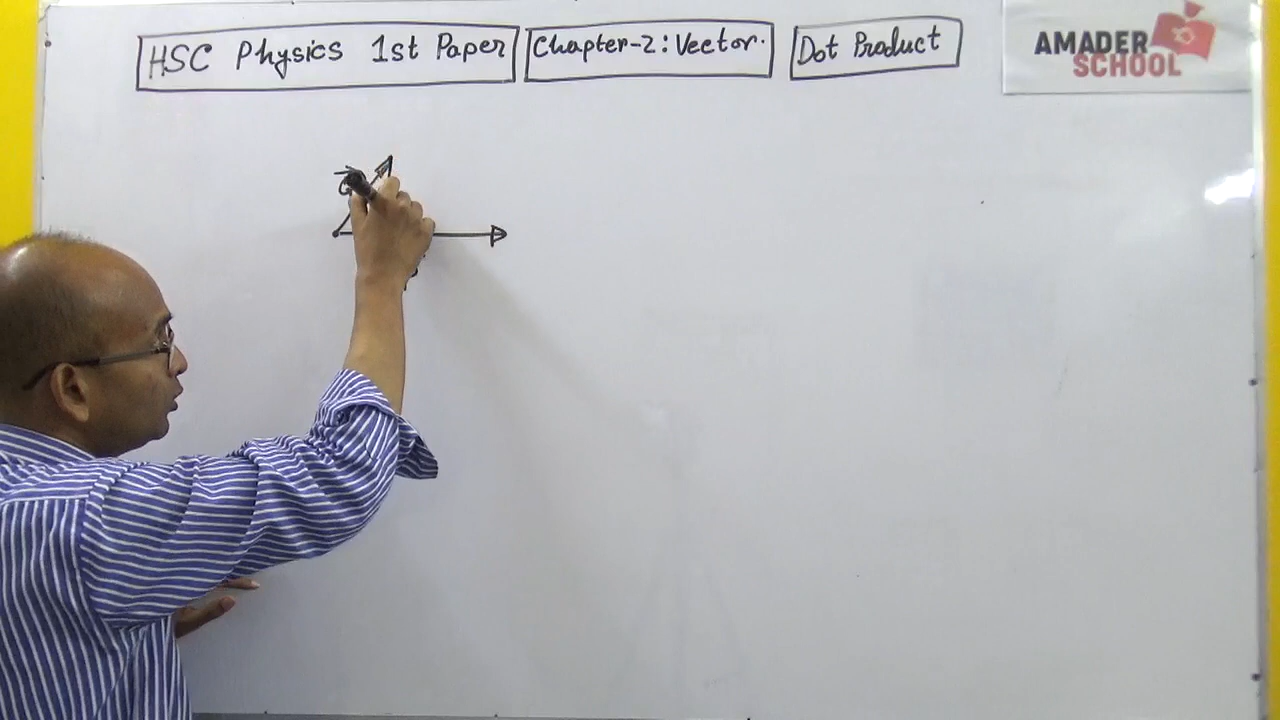 HSC Physics 1st Paper
Chapter-2: Vector.
Dot Product
AMADER
SCHOOL